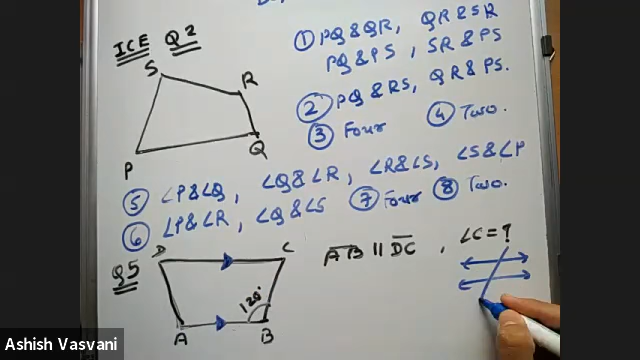 ICE Q2
① PQ & QR, QR & SR
PQ & PS, SR & PS
② PQ & RS, QR & PS.
③ Four ④ Two.
S
R
P
Q
⑤ ∠P & ∠Q, ∠Q & ∠R, ∠R & ∠S, ∠S & ∠P
⑥ ∠P & ∠R, ∠Q & ∠S ⑦ Four ⑧ Two.
Q5
D
C
AB || DC, ∠C = ?
120°
A
B
Ashish Vasvani